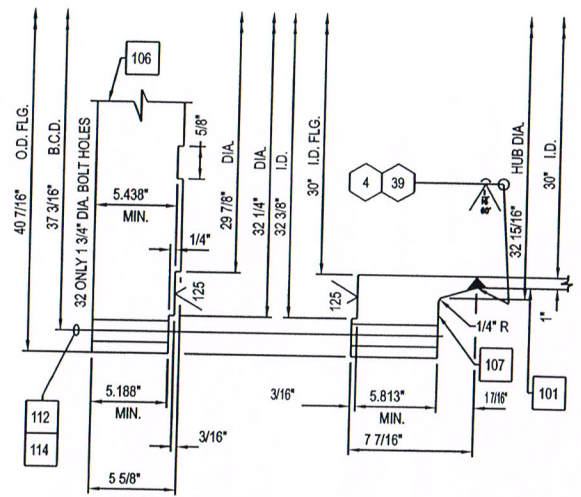 106
O.D. FLG.
40 7/16"
B.C.D.
37 3/16"
32 ONLY 1 3/4" DIA. BOLT HOLES
5.438"
MIN.
5/8"
1/4"
125
DIA.
29 7/8"
DIA.
32 1/4"
I.D.
32 3/8"
I.D. FLG.
30"
4
39
60°
HUB DIA.
32 15/16"
I.D.
30"
125
1/4" R
1"
107
101
112
114
5.188"
MIN.
3/16"
5 5/8"
3/16"
5.813"
MIN.
1 7/16"
7 7/16"